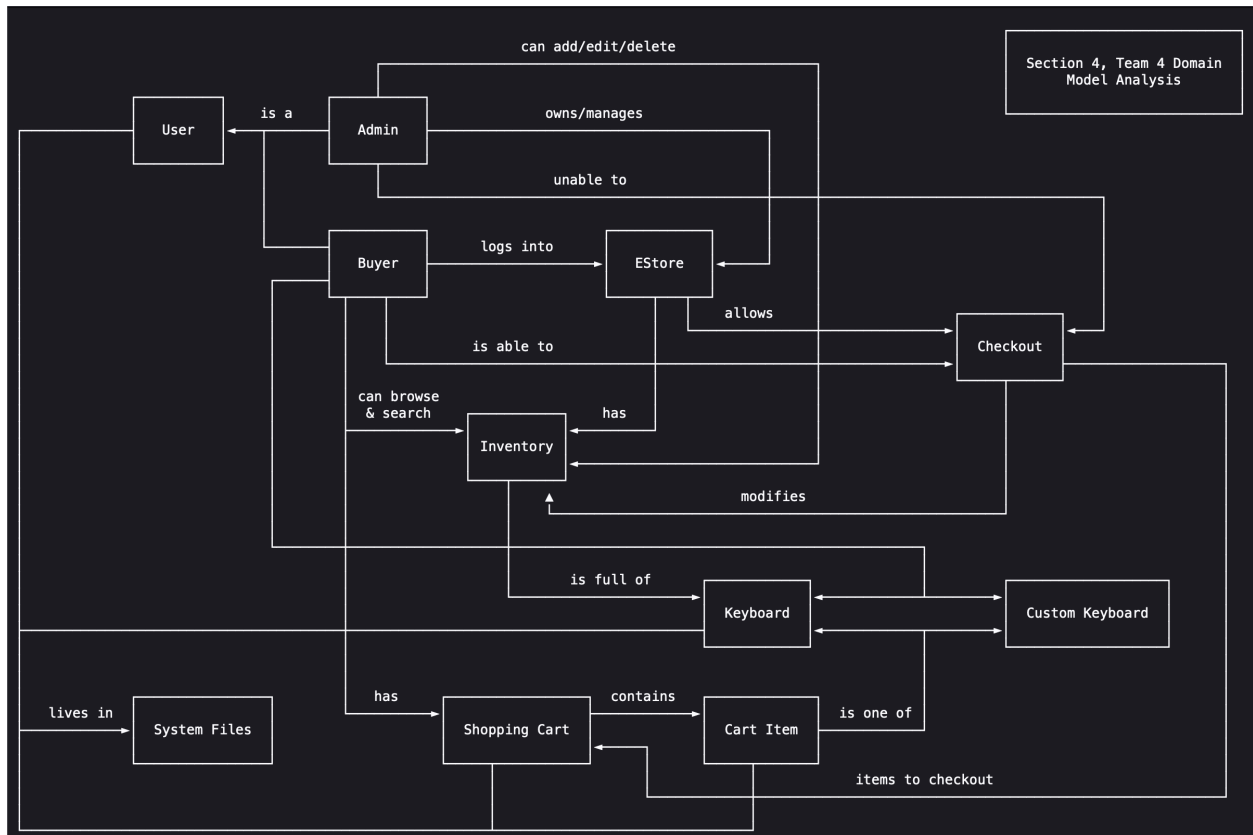 can add/edit/delete
Section 4, Team 4 Domain
Model Analysis
is a
owns/manages
User
Admin
unable to
logs into
Buyer
EStore
allows
is able to
Checkout
can browse
& search
has
Inventory
modifies
is full of
Keyboard
Custom Keyboard
has
contains
lives in
is one of
System Files
Shopping Cart
Cart Item
items to checkout